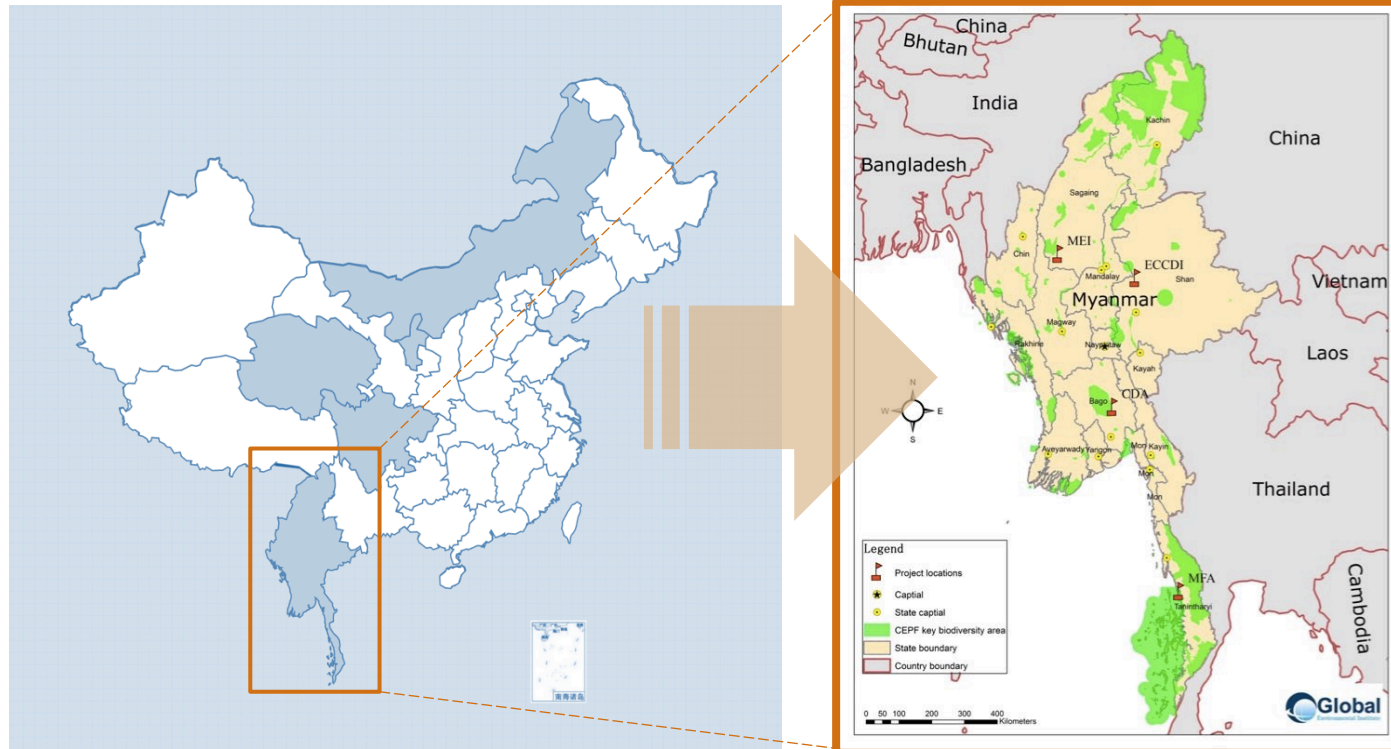 南海诸岛
China
Bhutan
India
China
Bangladesh
Kachin
Sagaing
MEI
Chin
Mandalay
ECCDI
Shan
Myanmar
Vietnam
Magway
Rakhine
Naypyitaw
Laos
Kayah
N
W
E
S
Bago
CDA
Ayeyarwady
Yangon
Mon
Kayin
Mon
Mon
Thailand
Legend
Project locations
Captial
State captial
CEPF key biodiversity area
State boundary
Country boundary
MFA
Tanintharyi
Cambodia
0 50 100 200 300 400
Kilometers
Global
Environmental Institute